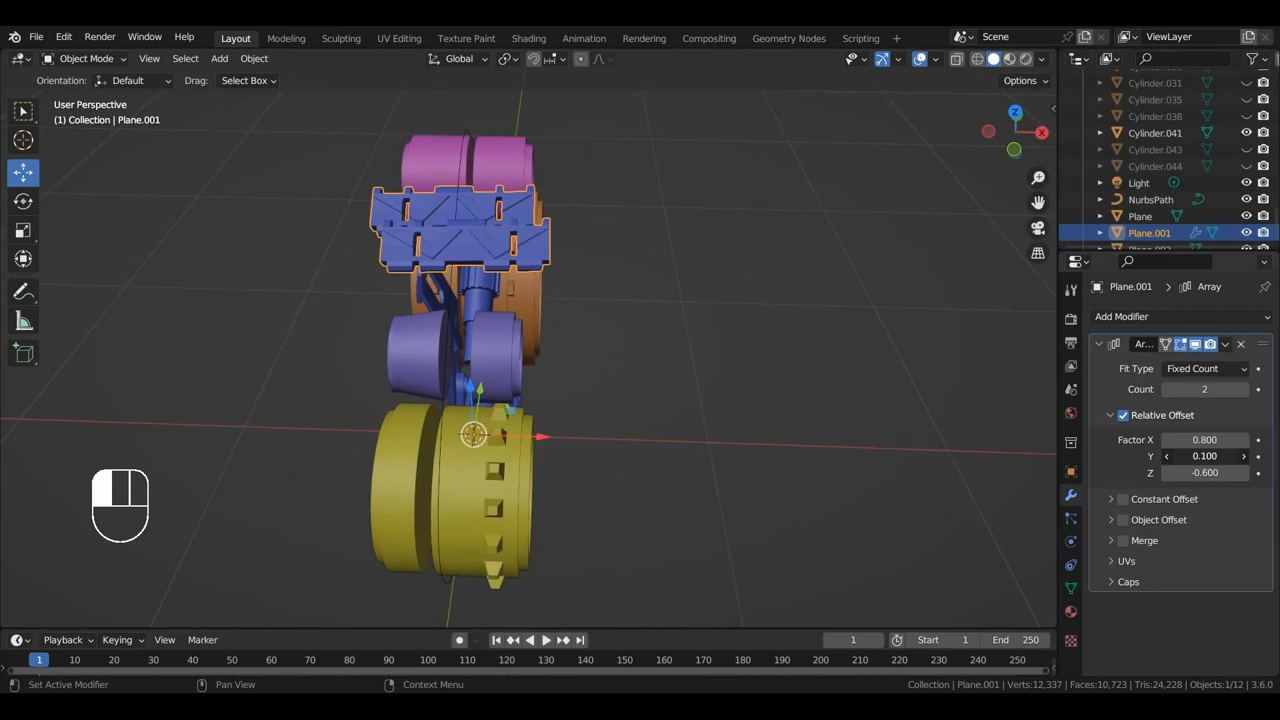 File Edit Render Window Help Layout Modeling Sculpting UV Editing Texture Paint Shading Animation Rendering Compositing Geometry Nodes Scripting + Scene ViewLayer
Object Mode View Select Add Object Global
Orientation: Default Drag: Select Box Options
User Perspective
(1) Collection | Plane.001
Z
X
Cylinder.031
Cylinder.035
Cylinder.038
Cylinder.041
Cylinder.043
Cylinder.044
Light
NurbsPath
Plane
Plane.001
Plane.001 > Array
Add Modifier
Ar...
Fit Type Fixed Count
Count 2
Relative Offset
Factor X 0.800
Y 0.100
Z -0.600
Constant Offset
Object Offset
Merge
UVs
Caps
Playback Keying View Marker 1 Start 1 End 250
1 10 20 30 40 50 60 70 80 90 100 110 120 130 140 150 160 170 180 190 200 210 220 230 240 250
Set Active Modifier Pan View Context Menu Collection | Plane.001 | Verts:12,337 | Faces:10,723 | Tris:24,228 | Objects:1/12 | 3.6.0